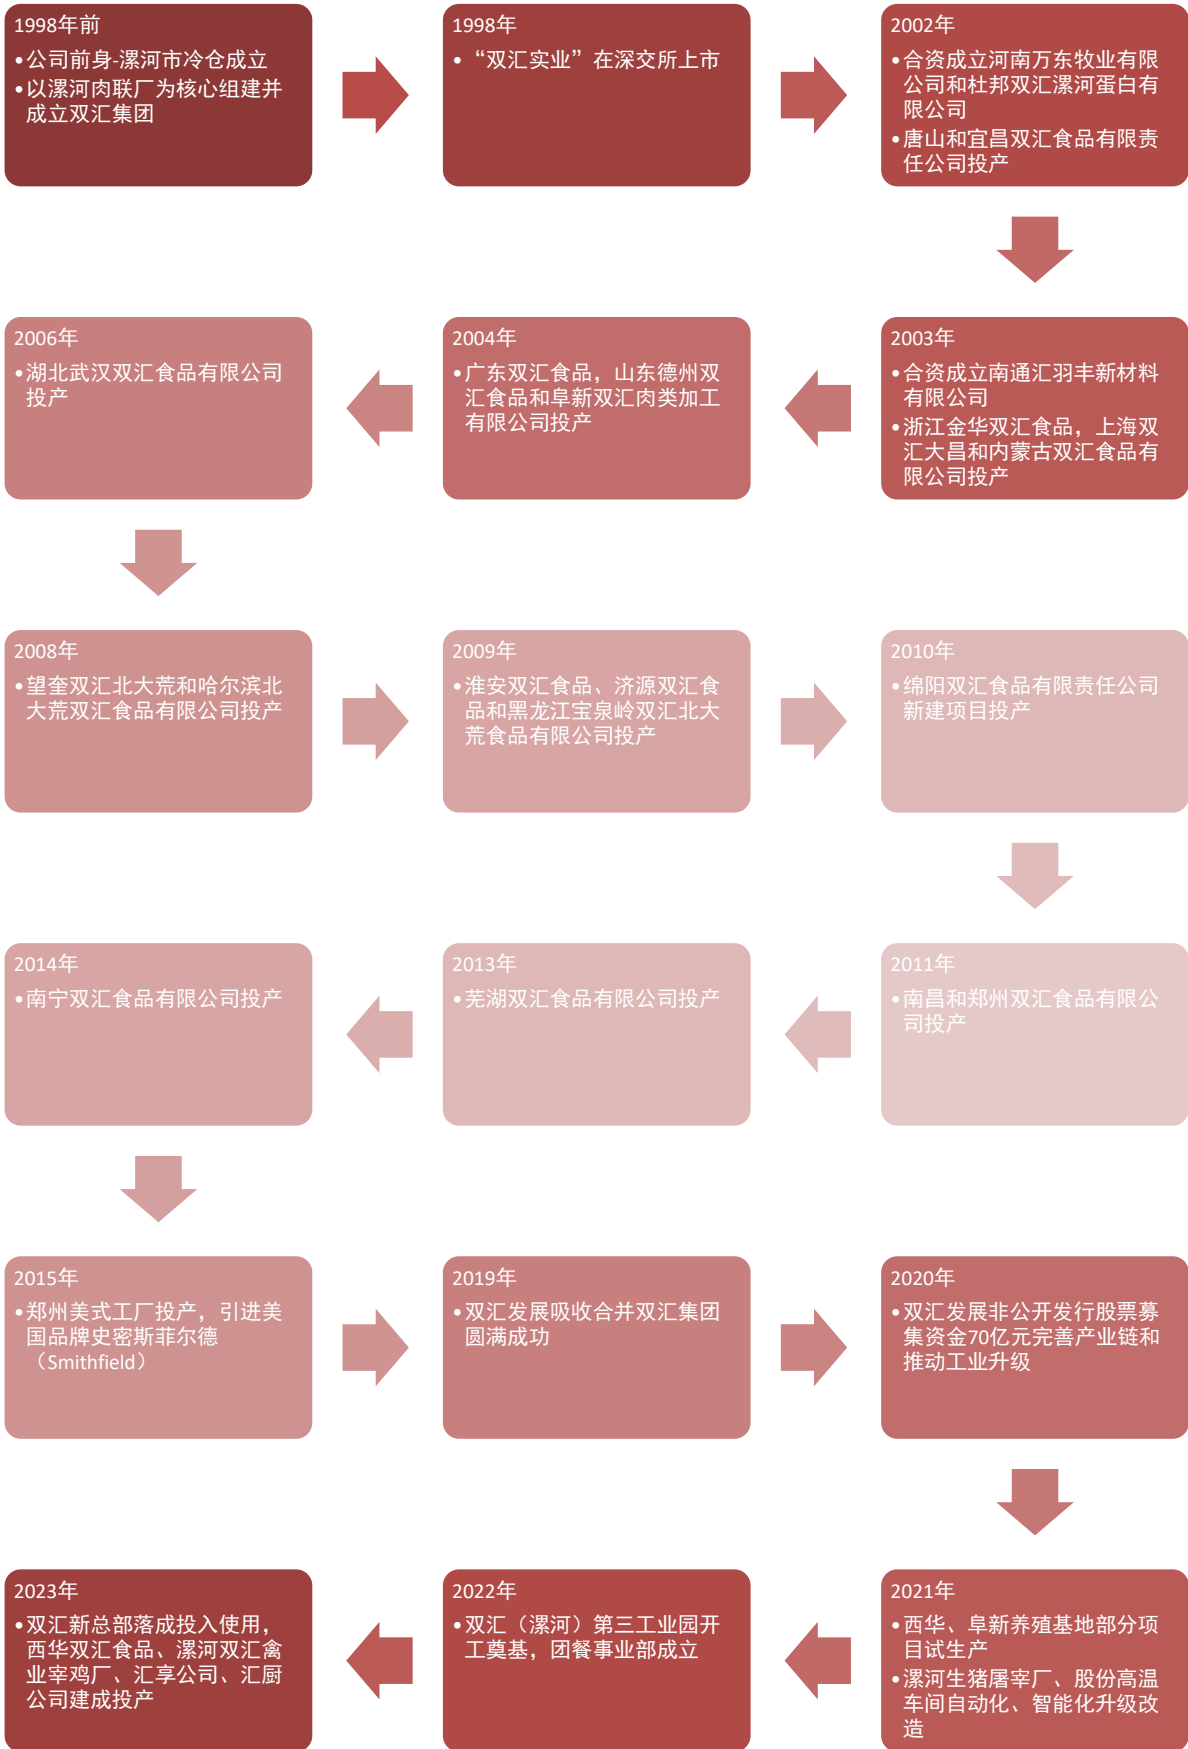 1998年前
•公司前身-漯河市冷仓成立
•以漯河肉联厂为核心组建并
成立双汇集团
1998年
•“双汇实业”在深交所上市
2002年
•合资成立河南万东牧业有限
公司和杜邦双汇漯河蛋白有
限公司
•唐山和宜昌双汇食品有限责
任公司投产
2003年
•合资成立南通汇羽丰新材料
有限公司
•浙江金华双汇食品，上海双
汇大昌和内蒙古双汇食品有
限公司投产
2004年
•广东双汇食品，山东德州双
汇食品和阜新双汇肉类加工
有限公司投产
2006年
•湖北武汉双汇食品有限公司
投产
2008年
•望奎双汇北大荒和哈尔滨北
大荒双汇食品有限公司投产
2009年
•淮安双汇食品、济源双汇食
品和黑龙江宝泉岭双汇北大
荒食品有限公司投产
2010年
•绵阳双汇食品有限责任公司
新建项目投产
2011年
•南昌和郑州双汇食品有限公
司投产
2013年
•芜湖双汇食品有限公司投产
2014年
•南宁双汇食品有限公司投产
2015年
•郑州美式工厂投产，引进美
国品牌史密斯菲尔德
（Smithfield）
2019年
•双汇发展吸收合并双汇集团
圆满成功
2020年
•双汇发展非公开发行股票募
集资金70亿元完善产业链和
推动工业升级
2021年
•西华、阜新养殖基地部分项
目试生产
•漯河生猪屠宰厂、股份高温
车间自动化、智能化升级改
造
2022年
•双汇（漯河）第三工业园开
工奠基，团餐事业部成立
2023年
•双汇新总部落成投入使用，
西华双汇食品、漯河双汇禽
业宰鸡厂、汇享公司、汇厨
公司建成投产